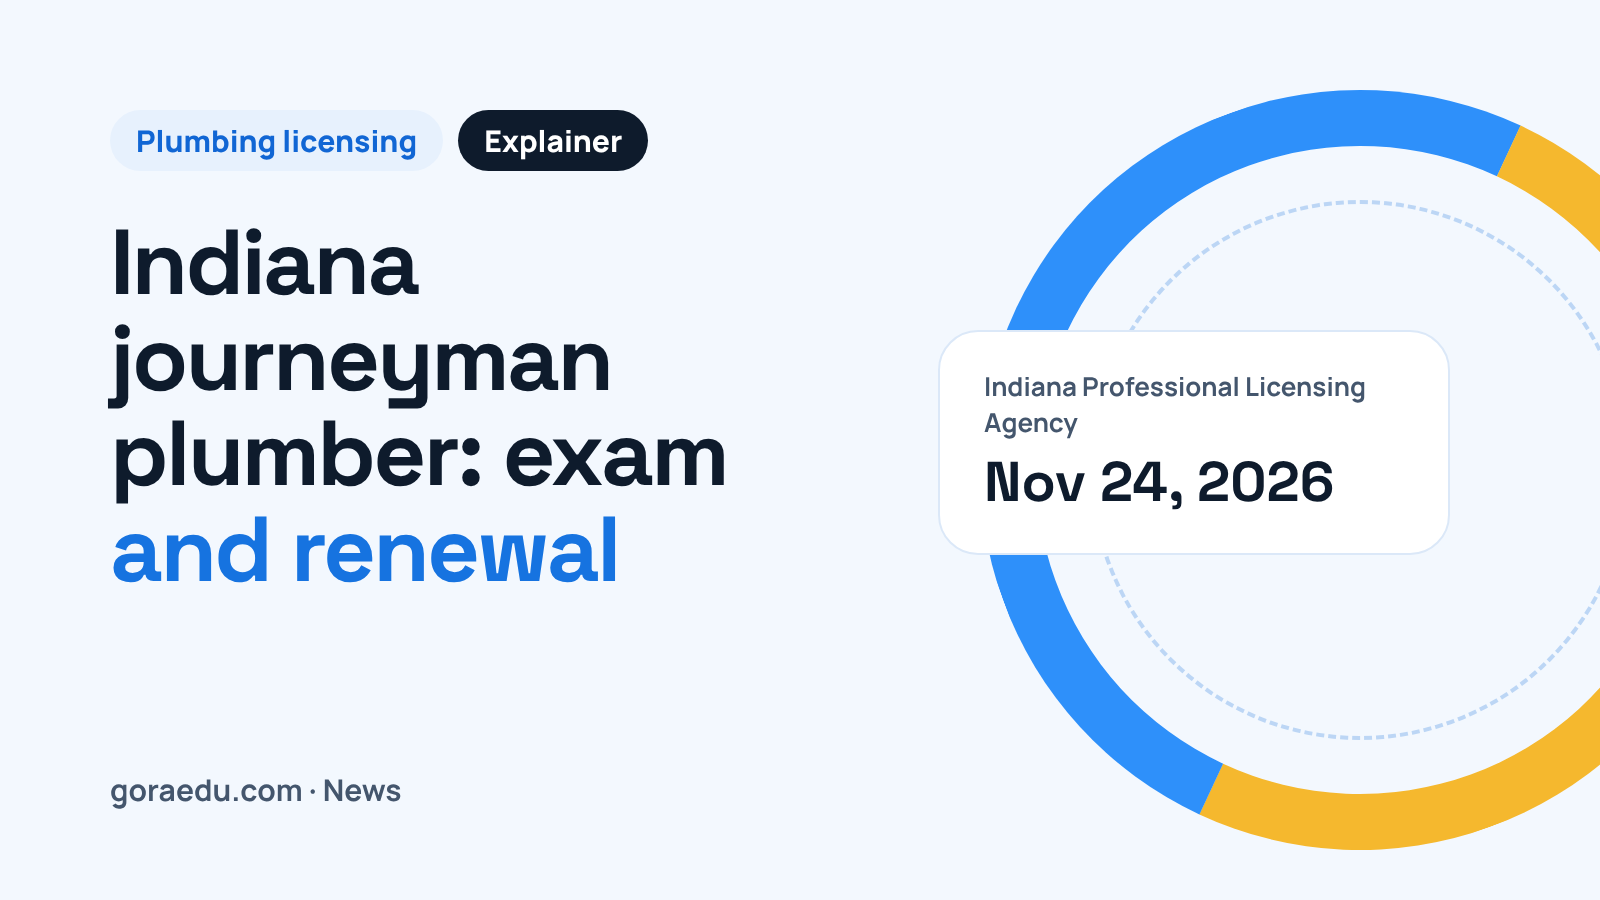 Plumbing licensing
Explainer
Indiana
journeyman
plumber: exam
and renewal
Indiana Professional Licensing
Agency
Nov 24, 2026
goraedu.com · News